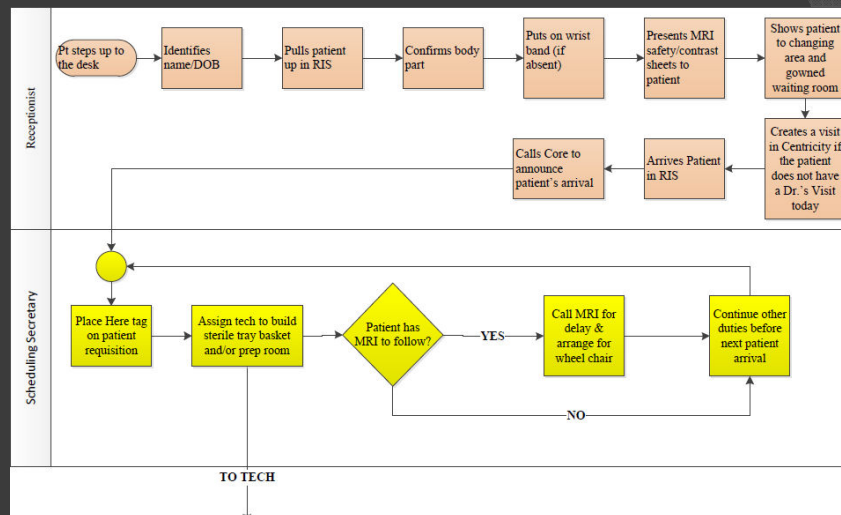 Receptionist
Pt steps up to
the desk
Identifies
name/DOB
Pulls patient
up in RIS
Confirms body
part
Puts on wrist
band (if
absent)
Presents MRI
safety/contrast
sheets to
patient
Shows patient
to changing
area and
gowned
waiting room
Creates a visit
in Centricity if
the patient
does not have
a Dr.'s Visit
today
Arrives Patient
in RIS
Calls Core to
announce
patient's arrival
Scheduling Secretary
Place Here tag
on patient
requisition
Assign tech to build
sterile tray basket
and/or prep room
Patient has
MRI to follow?
YES
Call MRI for
delay &
arrange for
wheel chair
Continue other
duties before
next patient
arrival
NO
TO TECH